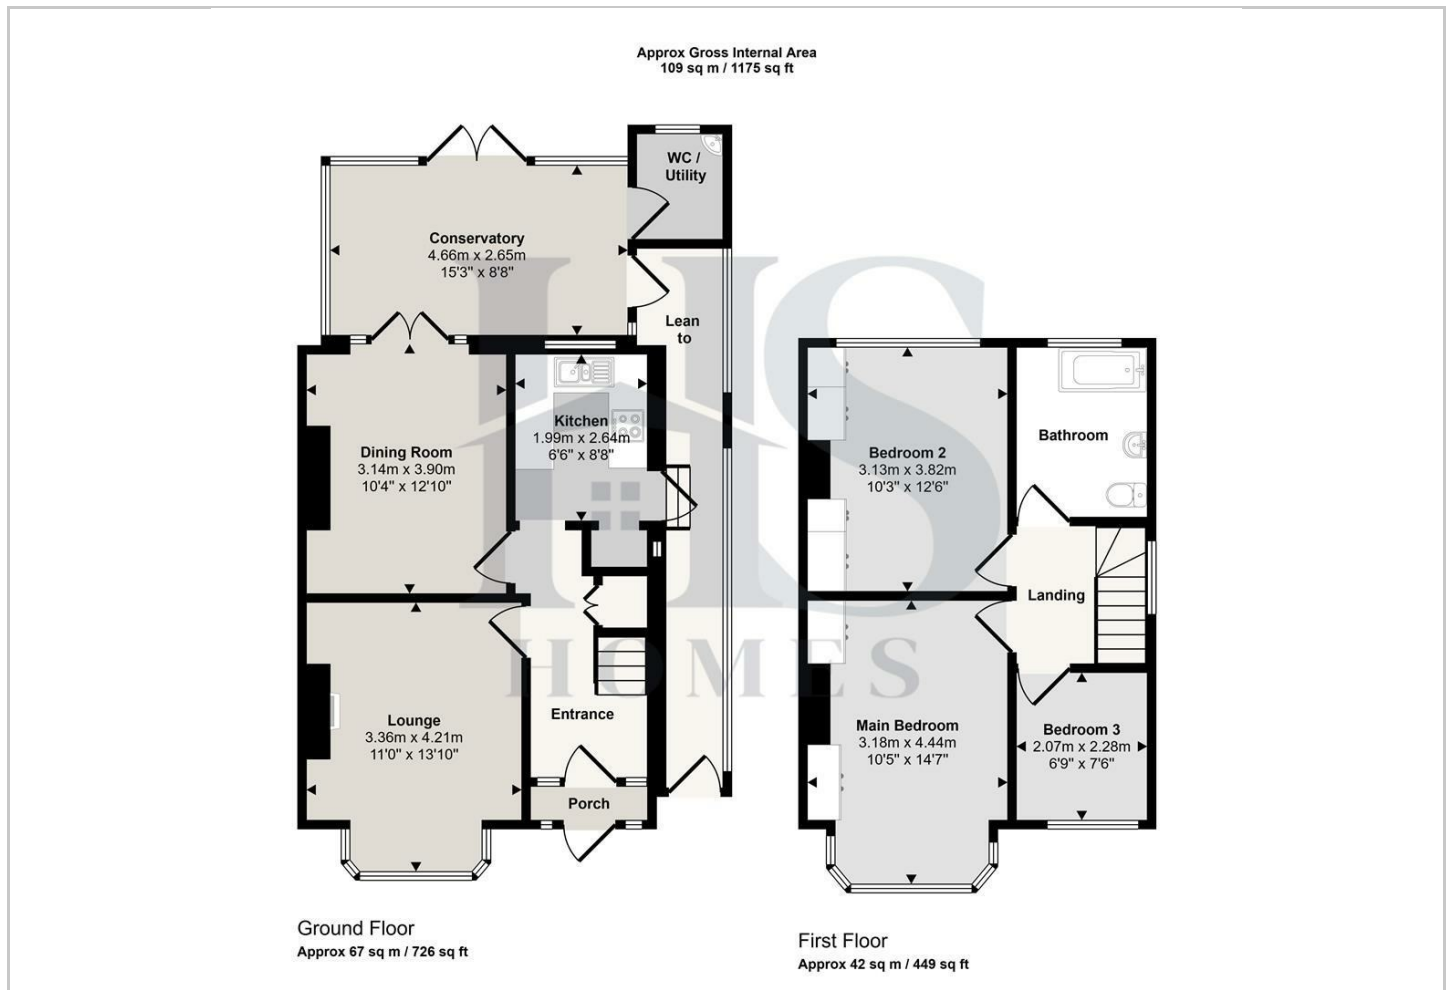 Approx Gross Internal Area
109 sq m / 1175 sq ft
WC /
Utility
Conservatory
4.66m x 2.65m
15'3" x 8'8"
Lean
to
Kitchen
1.99m x 2.64m
6'6" x 8'8"
Dining Room
3.14m x 3.90m
10'4" x 12'10"
Lounge
3.36m x 4.21m
11'0" x 13'10"
Entrance
Porch
Ground Floor
Approx 67 sq m / 726 sq ft
Bathroom
Bedroom 2
3.13m x 3.82m
10'3" x 12'6"
Landing
Main Bedroom
3.18m x 4.44m
10'5" x 14'7"
Bedroom 3
2.07m x 2.28m
6'9" x 7'6"
First Floor
Approx 42 sq m / 449 sq ft
HS
HOMES